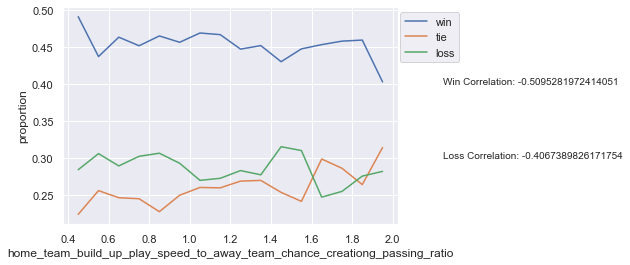 0.50
0.45
0.40
0.35
0.30
0.25
proportion
0.4 0.6 0.8 1.0 1.2 1.4 1.6 1.8 2.0
home_team_build_up_play_speed_to_away_team_chance_creationg_passing_ratio
win
tie
loss
Win Correlation: -0.5095281972414051
Loss Correlation: -0.4067389826171754